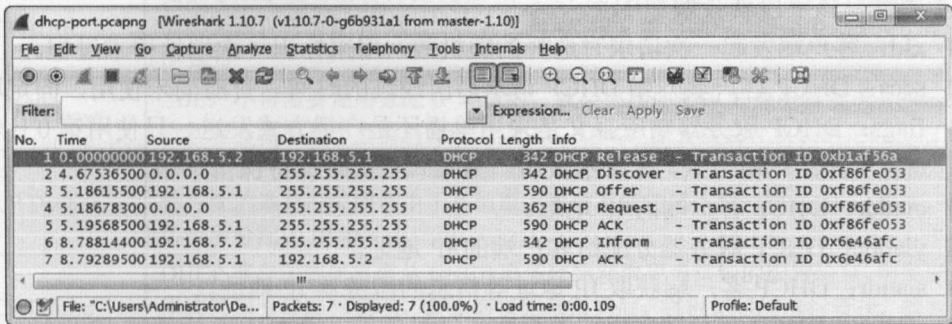 dhcp-port.pcapng [Wireshark 1.10.7 (v1.10.7-0-g6b931a1 from master-1.10)]
File Edit View Go Capture Analyze Statistics Telephony Tools Internals Help
Filter: Expression... Clear Apply Save
No. Time Source Destination Protocol Length Info
1 0.00000000 192.168.5.2 192.168.5.1 DHCP 342 DHCP Release - Transaction ID 0xb1af56a
2 4.67536500 0.0.0.0 255.255.255.255 DHCP 342 DHCP Discover - Transaction ID 0xf86fe053
3 5.18615500 192.168.5.1 255.255.255.255 DHCP 590 DHCP Offer - Transaction ID 0xf86fe053
4 5.18678300 0.0.0.0 255.255.255.255 DHCP 362 DHCP Request - Transaction ID 0xf86fe053
5 5.19568500 192.168.5.1 255.255.255.255 DHCP 590 DHCP ACK - Transaction ID 0xf86fe053
6 8.78814400 192.168.5.2 255.255.255.255 DHCP 342 DHCP Inform - Transaction ID 0x6e46afc
7 8.79289500 192.168.5.1 192.168.5.2 DHCP 590 DHCP ACK - Transaction ID 0x6e46afc
File: "C:\Users\Administrator\De... Packets: 7 · Displayed: 7 (100.0%) · Load time: 0:00.109 Profile: Default